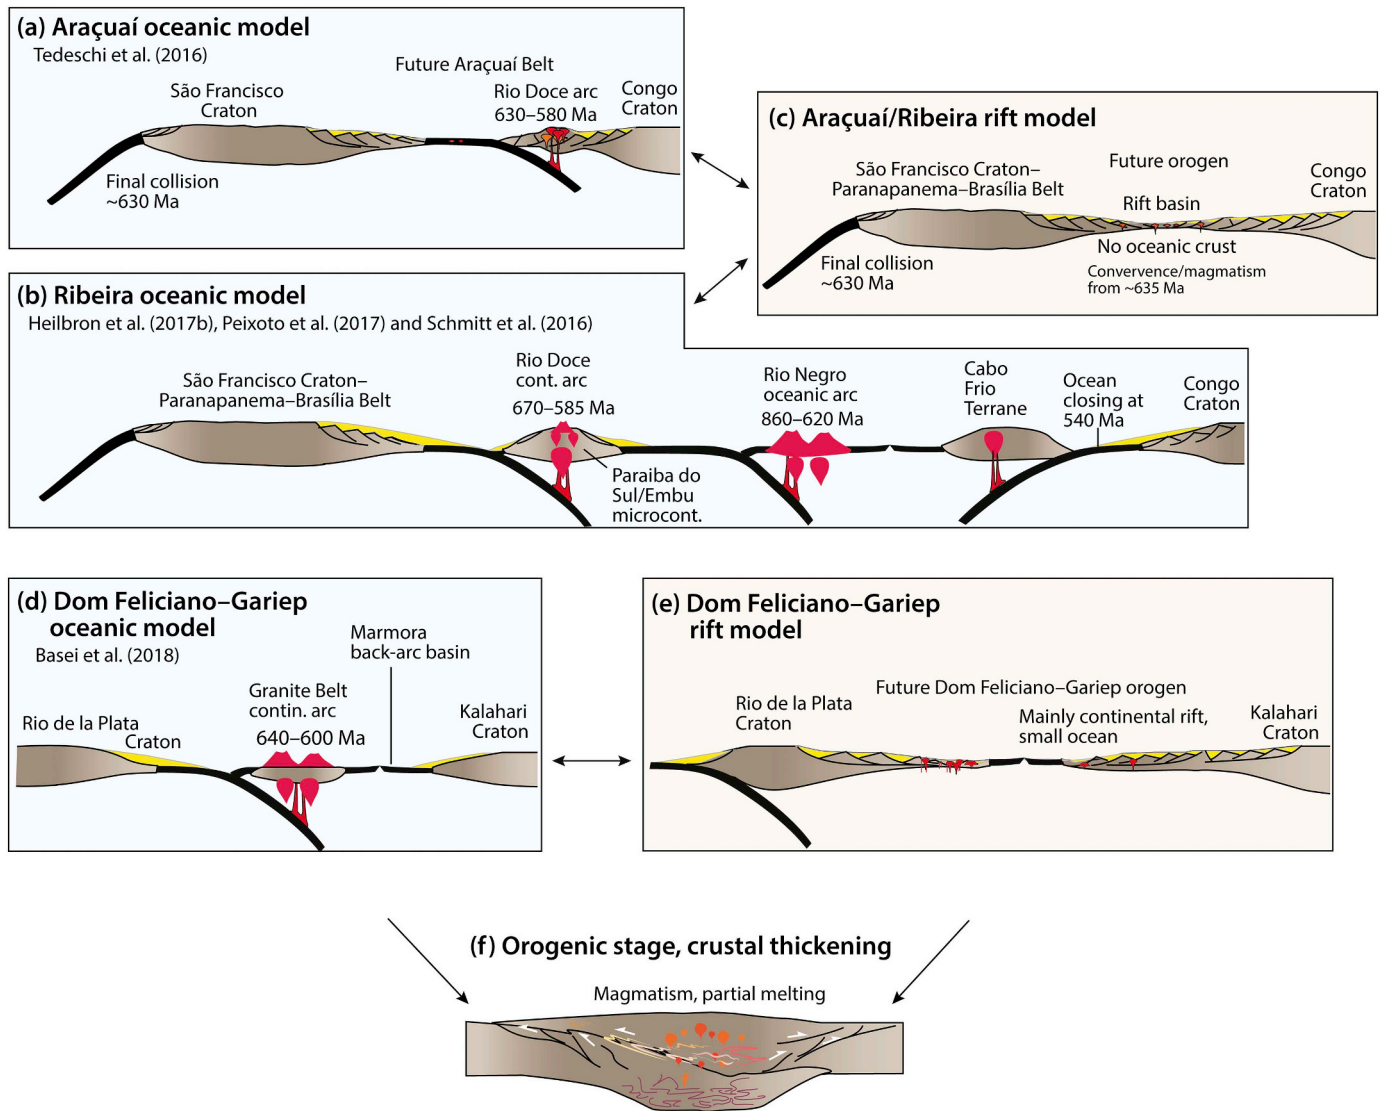 (a) Araçuaí oceanic model
Tedeschi et al. (2016)
Future Araçuaí Belt
São Francisco
Craton
Rio Doce arc
630–580 Ma
Congo
Craton
Final collision
~630 Ma
(c) Araçuaí/Ribeira rift model
São Francisco Craton–
Paranapanema–Brasília Belt
Future orogen
Rift basin
Congo
Craton
Final collision
~630 Ma
No oceanic crust
Convervence/magmatism
from ~635 Ma
(b) Ribeira oceanic model
Heilbron et al. (2017b), Peixoto et al. (2017) and Schmitt et al. (2016)
São Francisco Craton–
Paranapanema–Brasília Belt
Rio Doce
cont. arc
670–585 Ma
Paraiba do
Sul/Embu
microcont.
Rio Negro
oceanic arc
860–620 Ma
Cabo
Frio
Terrane
Ocean
closing at
540 Ma
Congo
Craton
(d) Dom Feliciano–Gariep
oceanic model
Basei et al. (2018)
Marmora
back-arc basin
Rio de la Plata
Craton
Granite Belt
contin. arc
640–600 Ma
Kalahari
Craton
(e) Dom Feliciano–Gariep
rift model
Rio de la Plata
Craton
Future Dom Feliciano–Gariep orogen
Mainly continental rift,
small ocean
Kalahari
Craton
(f) Orogenic stage, crustal thickening
Magmatism, partial melting